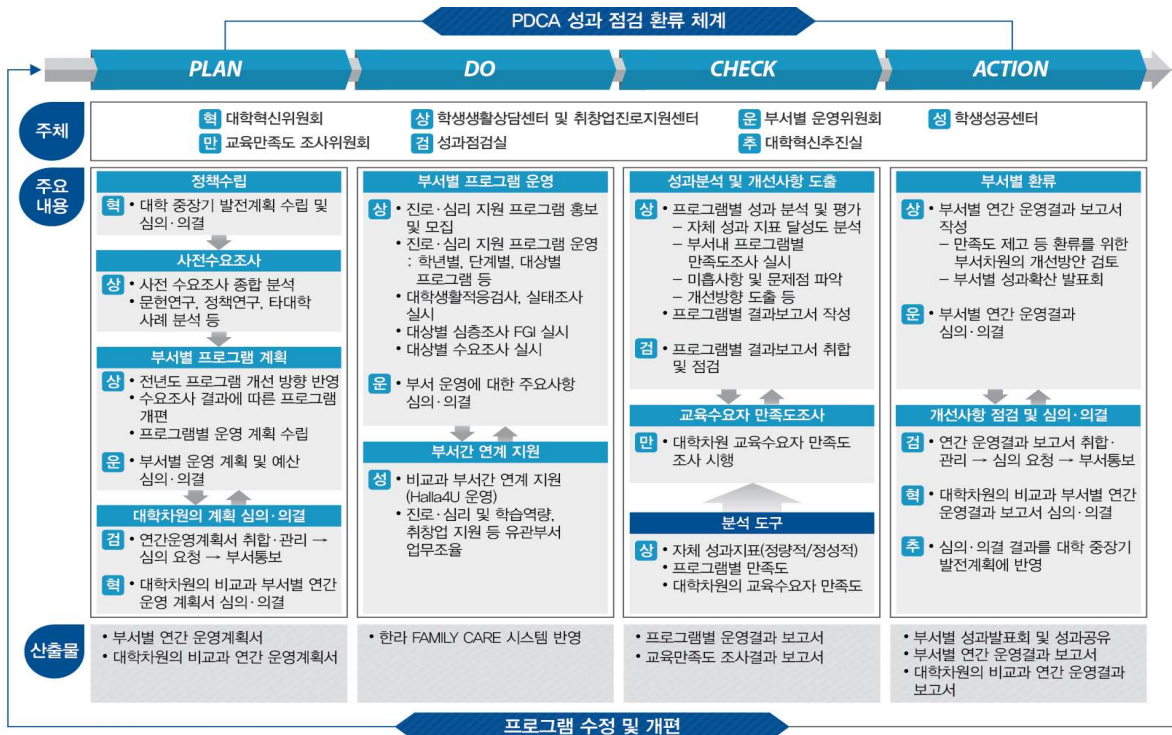 PDCA 성과 점검 환류 체계
PLAN
DO
CHECK
ACTION
주체
혁 대학혁신위원회
상 학생생활상담센터 및 취창업진로지원센터
운 부서별 운영위원회
성 학생성공센터
만 교육만족도 조사위원회
검 성과점검실
추 대학혁신추진실
주요
내용
정책수립
혁 • 대학 중장기 발전계획 수립 및
심의·의결
사전수요조사
상 • 사전 수요조사 종합 분석
• 문헌연구, 정책연구, 타대학
사례 분석 등
부서별 프로그램 계획
상 • 전년도 프로그램 개선 방향 반영
• 수요조사 결과에 따른 프로그램
개편
• 프로그램별 운영 계획 수립
운 • 부서별 운영 계획 및 예산
심의·의결
대학차원의 계획 심의·의결
검 • 연간운영계획서 취합·관리 →
심의 요청 → 부서통보
혁 • 대학차원의 비교과 부서별 연간
운영 계획서 심의·의결
부서별 프로그램 운영
상 • 진로·심리 지원 프로그램 홍보
및 모집
• 진로·심리 지원 프로그램 운영
: 학년별, 단계별, 대상별
프로그램 등
• 대학생활적응검사, 실태조사
실시
• 대상별 심층조사 FGI 실시
• 대상별 수요조사 실시
운 • 부서 운영에 대한 주요사항
심의·의결
부서간 연계 지원
성 • 비교과 부서간 연계 지원
(Halla4U 운영)
• 진로·심리 및 학습역량,
취창업 지원 등 유관부서
업무조율
성과분석 및 개선사항 도출
상 • 프로그램별 성과 분석 및 평가
– 자체 성과 지표 달성도 분석
– 부서내 프로그램별
만족도조사 실시
– 미흡사항 및 문제점 파악
– 개선방향 도출 등
• 프로그램별 결과보고서 작성
검 • 프로그램별 결과보고서 취합
및 점검
교육수요자 만족도조사
만 • 대학차원 교육수요자 만족도
조사 시행
분석 도구
상 • 자체 성과지표(정량적/정성적)
• 프로그램별 만족도
• 대학차원의 교육수요자 만족도
부서별 환류
상 • 부서별 연간 운영결과 보고서
작성
– 만족도 제고 등 환류를 위한
부서차원의 개선방안 검토
– 부서별 성과확산 발표회
운 • 부서별 연간 운영결과
심의·의결
개선사항 점검 및 심의·의결
검 • 연간 운영결과 보고서 취합·
관리 → 심의 요청 → 부서통보
혁 • 대학차원의 비교과 부서별 연간
운영결과 보고서 심의·의결
추 • 심의·의결 결과를 대학 중장기
발전계획에 반영
산출물
• 부서별 연간 운영계획서
• 대학차원의 비교과 연간 운영계획서
• 한라 FAMILY CARE 시스템 반영
• 프로그램별 운영결과 보고서
• 교육만족도 조사결과 보고서
• 부서별 성과발표회 및 성과공유
• 부서별 연간 운영결과 보고서
• 대학차원의 비교과 연간 운영결과
보고서
프로그램 수정 및 개편